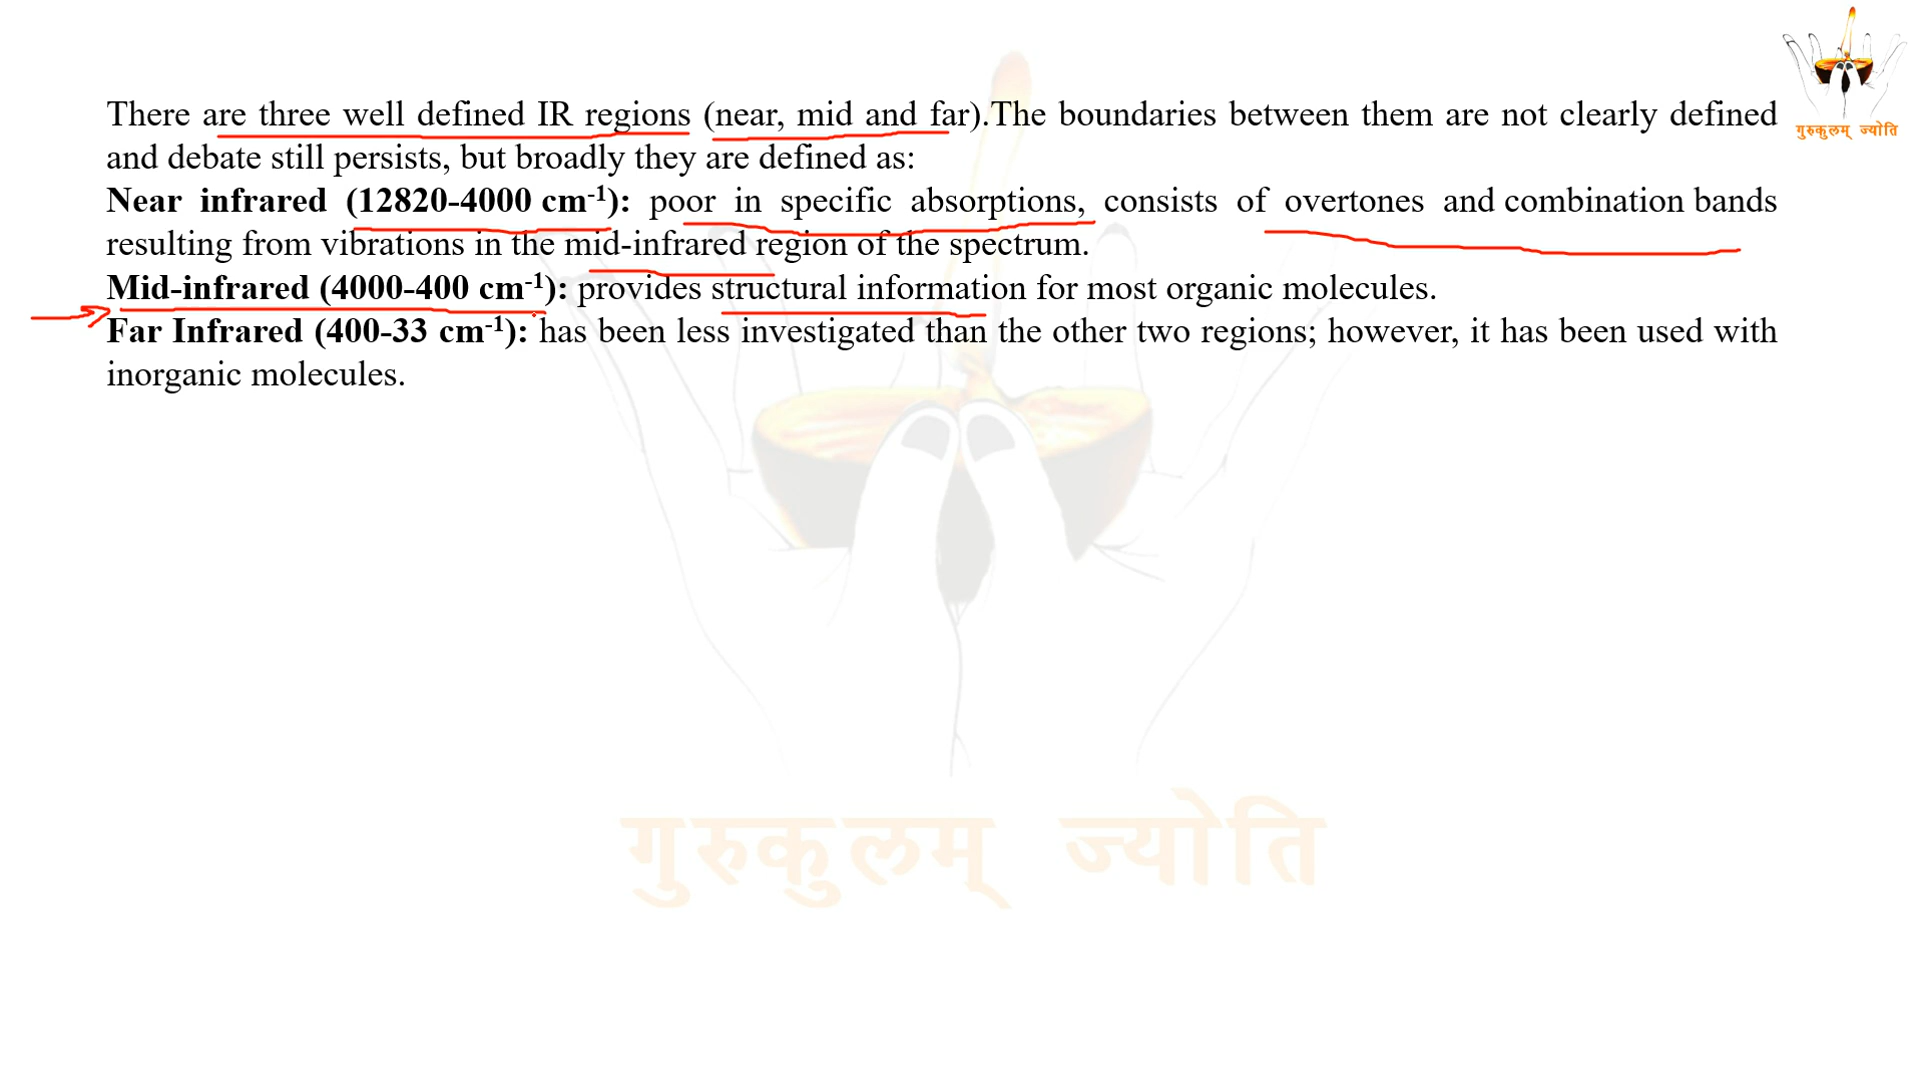 There are three well defined IR regions (near, mid and far).The boundaries between them are not clearly defined
and debate still persists, but broadly they are defined as:
Near infrared (12820-4000 cm⁻¹): poor in specific absorptions, consists of overtones and combination bands
resulting from vibrations in the mid-infrared region of the spectrum.
Mid-infrared (4000-400 cm⁻¹): provides structural information for most organic molecules.
Far Infrared (400-33 cm⁻¹): has been less investigated than the other two regions; however, it has been used with
inorganic molecules.
गुरुकुलम् ज्योति
गुरुकुलम् ज्योति